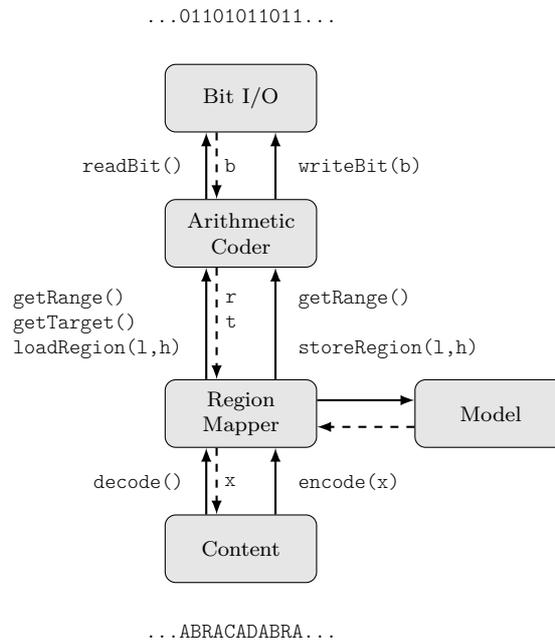 ...01101011011...
Bit I/O
readBit()
b
writeBit(b)
Arithmetic
Coder
getRange()
getTarget()
loadRegion(l,h)
r
t
getRange()
storeRegion(l,h)
Region
Mapper
Model
decode()
x
encode(x)
Content
...ABRACADABRA...